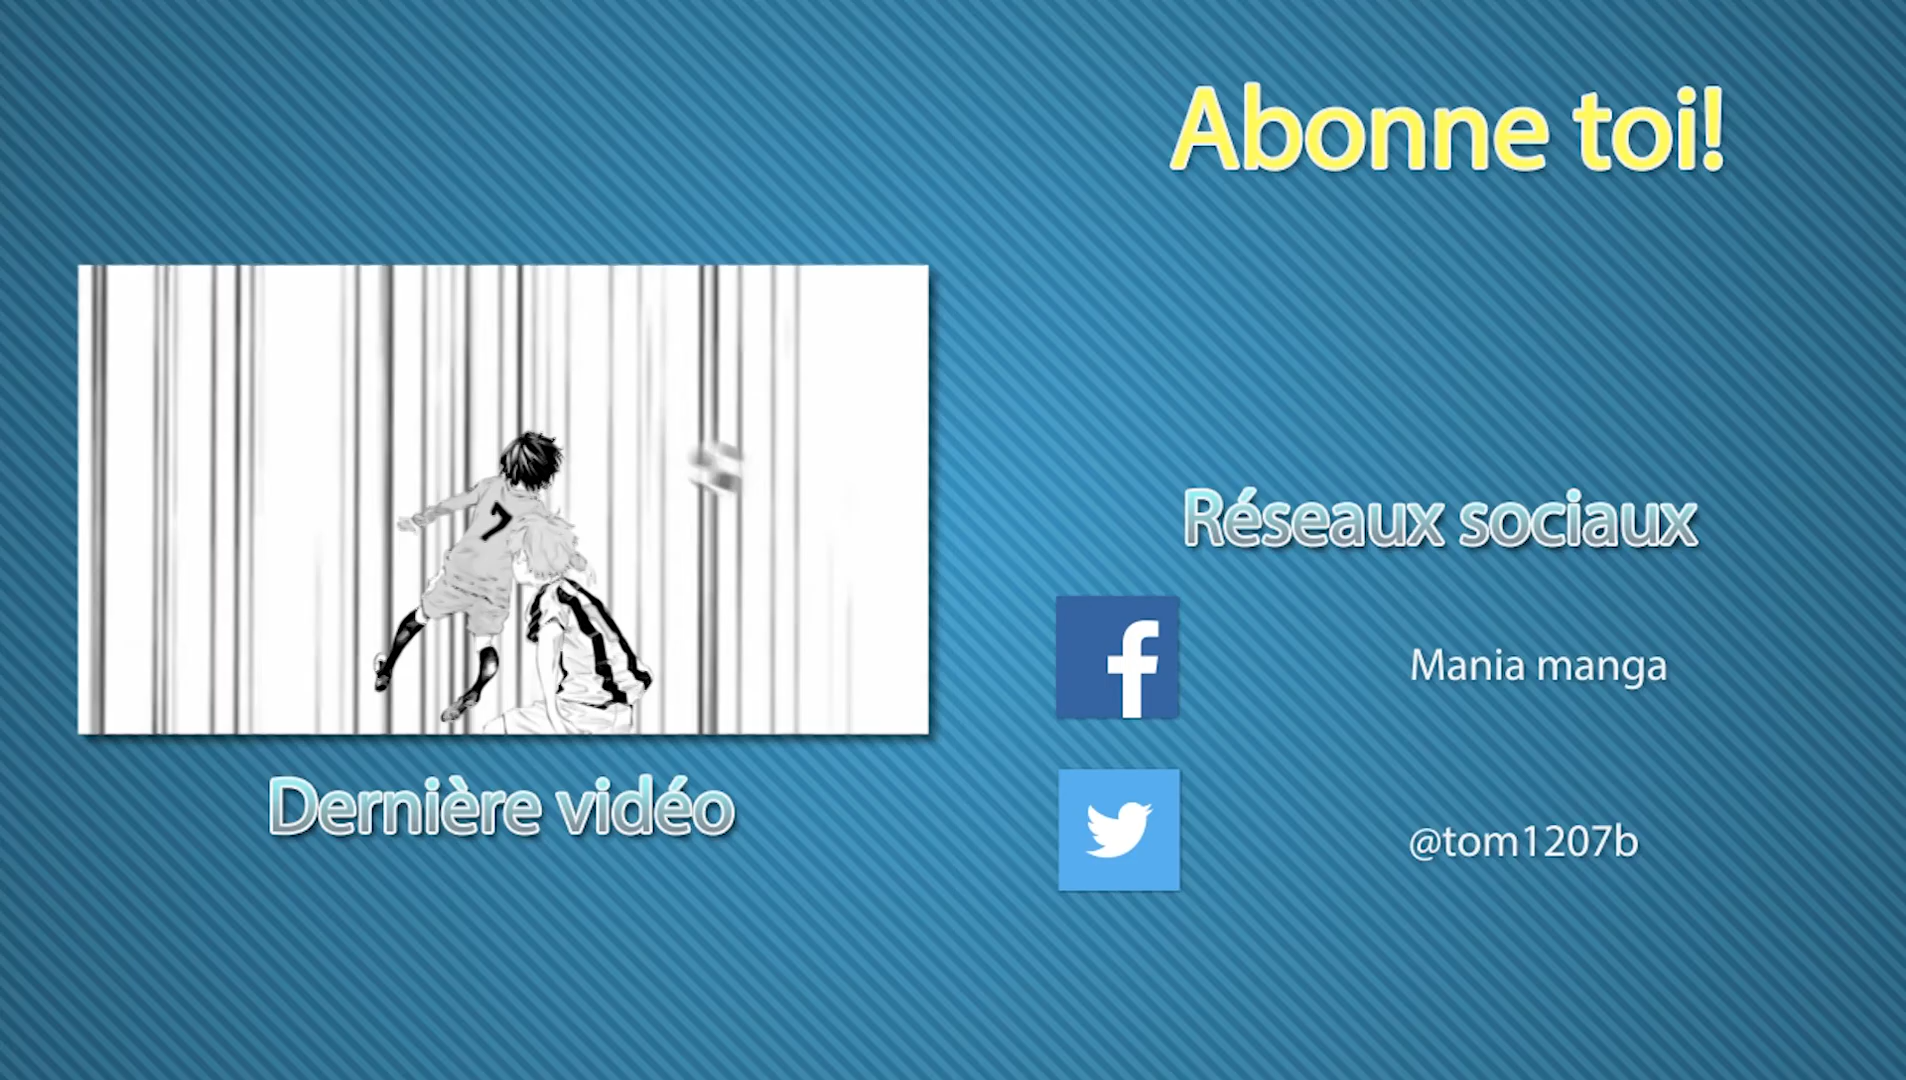 Abonne toi!
7
Dernière vidéo
Réseaux sociaux
Mania manga
@tom1207b